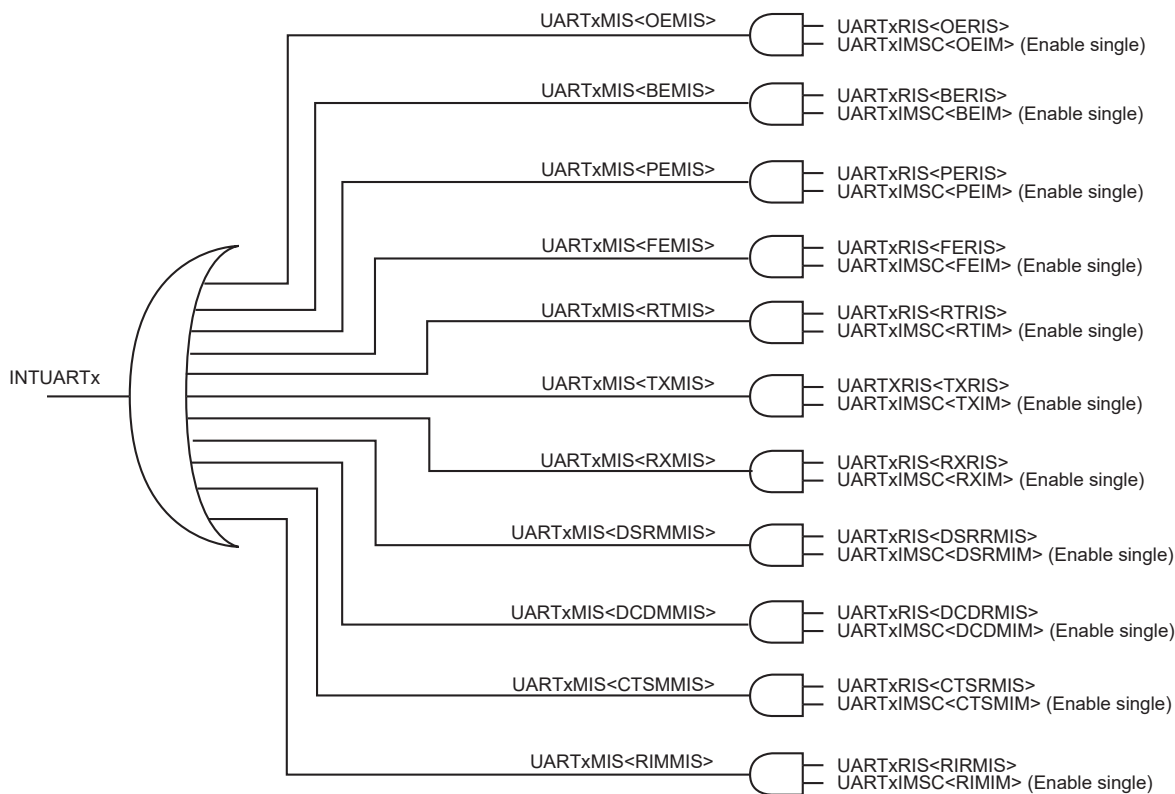 UARTxMIS<OEMIS>
UARTxRIS<OERIS>
UARTxIMSC<OEIM> (Enable single)
UARTxMIS<BEMIS>
UARTxRIS<BERIS>
UARTxIMSC<BEIM> (Enable single)
UARTxMIS<PEMIS>
UARTxRIS<PERIS>
UARTxIMSC<PEIM> (Enable single)
UARTxMIS<FEMIS>
UARTxRIS<FERIS>
UARTxIMSC<FEIM> (Enable single)
UARTxMIS<RTMIS>
UARTxRIS<RTRIS>
UARTxIMSC<RTIM> (Enable single)
INTUARTx
UARTxMIS<TXMIS>
UARTXRIS<TXRIS>
UARTxIMSC<TXIM> (Enable single)
UARTxMIS<RXMIS>
UARTxRIS<RXRIS>
UARTxIMSC<RXIM> (Enable single)
UARTxMIS<DSRMMIS>
UARTxRIS<DSRRMIS>
UARTxIMSC<DSRMIM> (Enable single)
UARTxMIS<DCDMMIS>
UARTxRIS<DCDRMIS>
UARTxIMSC<DCDMIM> (Enable single)
UARTxMIS<CTSMMIS>
UARTxRIS<CTSRMIS>
UARTxIMSC<CTSMIM> (Enable single)
UARTxMIS<RIMMIS>
UARTxRIS<RIRMIS>
UARTxIMSC<RIMIM> (Enable single)